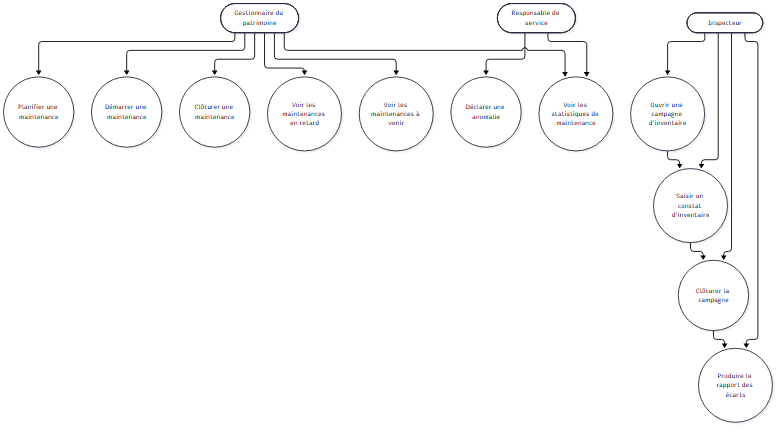 Gestionnaire du
patrimoine
Responsable de
service
Inspecteur
Planifier une
maintenance
Démarrer une
maintenance
Clôturer une
maintenance
Voir les
maintenances
en retard
Voir les
maintenances à
venir
Déclarer une
anomalie
Voir les
statistiques de
maintenance
Ouvrir une
campagne
d'inventaire
Saisir un
constat
d'inventaire
Clôturer la
campagne
Produire le
rapport des
écarts